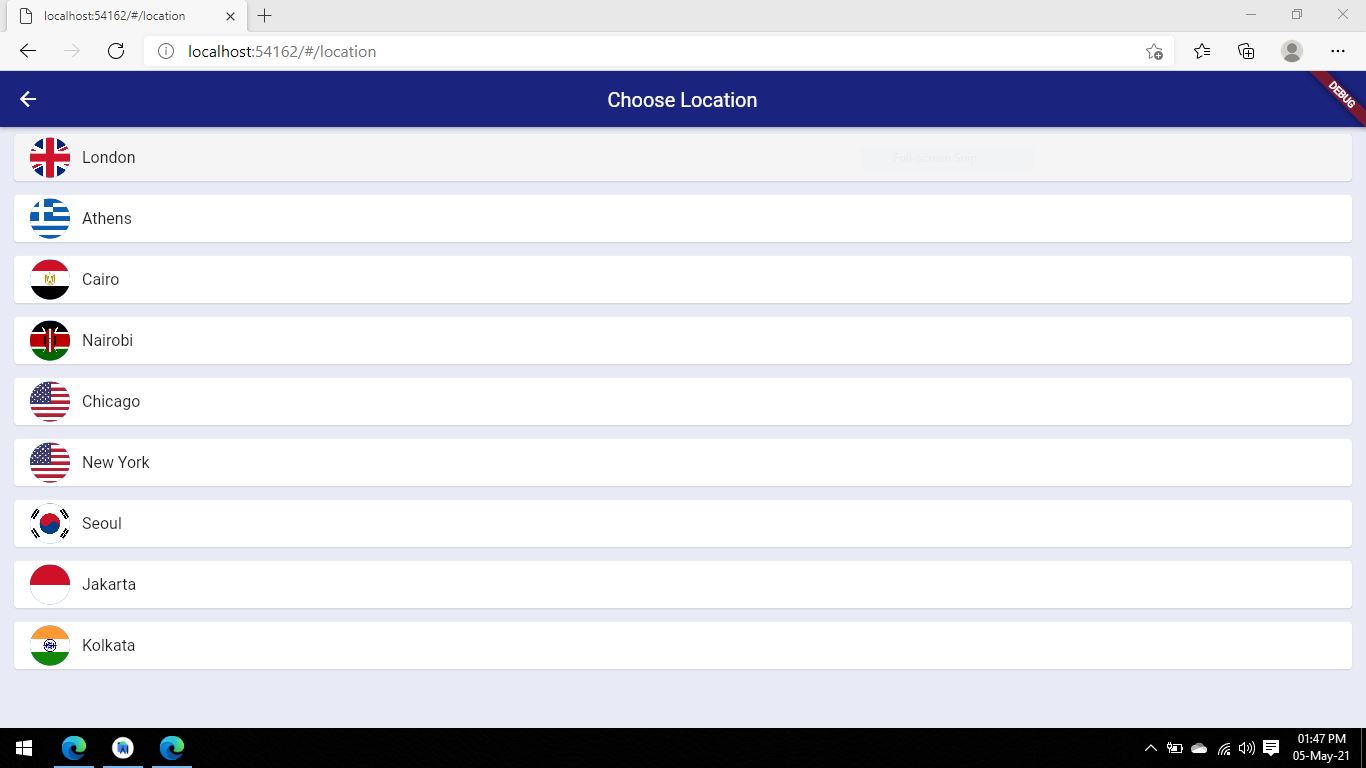 localhost:54162/#/location
localhost:54162/#/location
Choose Location
DEBUG
London
Full-screen Snip
Athens
Cairo
Nairobi
Chicago
New York
Seoul
Jakarta
Kolkata
01:47 PM
05-May-21